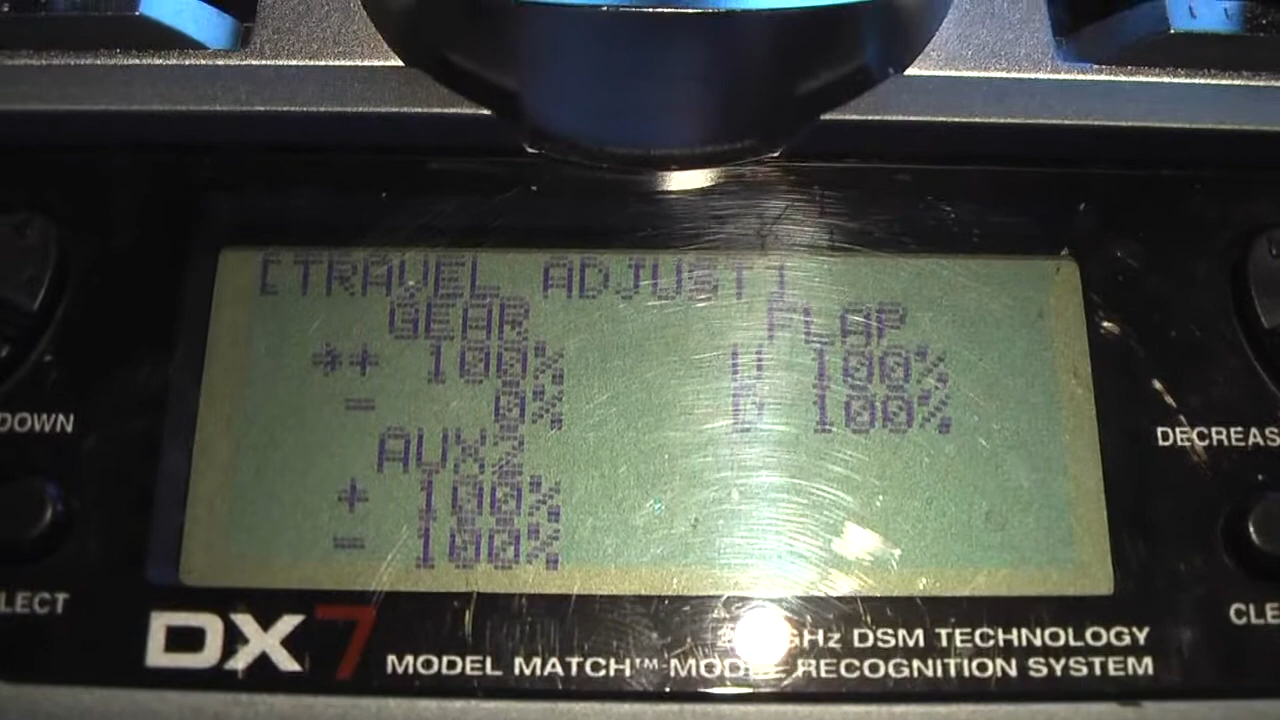 [TRAVEL ADJUST]
GEAR FLAP
*+ 100% U 100%
- 0% D 100%
AUX2
+ 100%
- 100%
DOWN
DECREAS
LECT
CLE
DX7
GHz DSM TECHNOLOGY
MODEL MATCH™-MODEL RECOGNITION SYSTEM